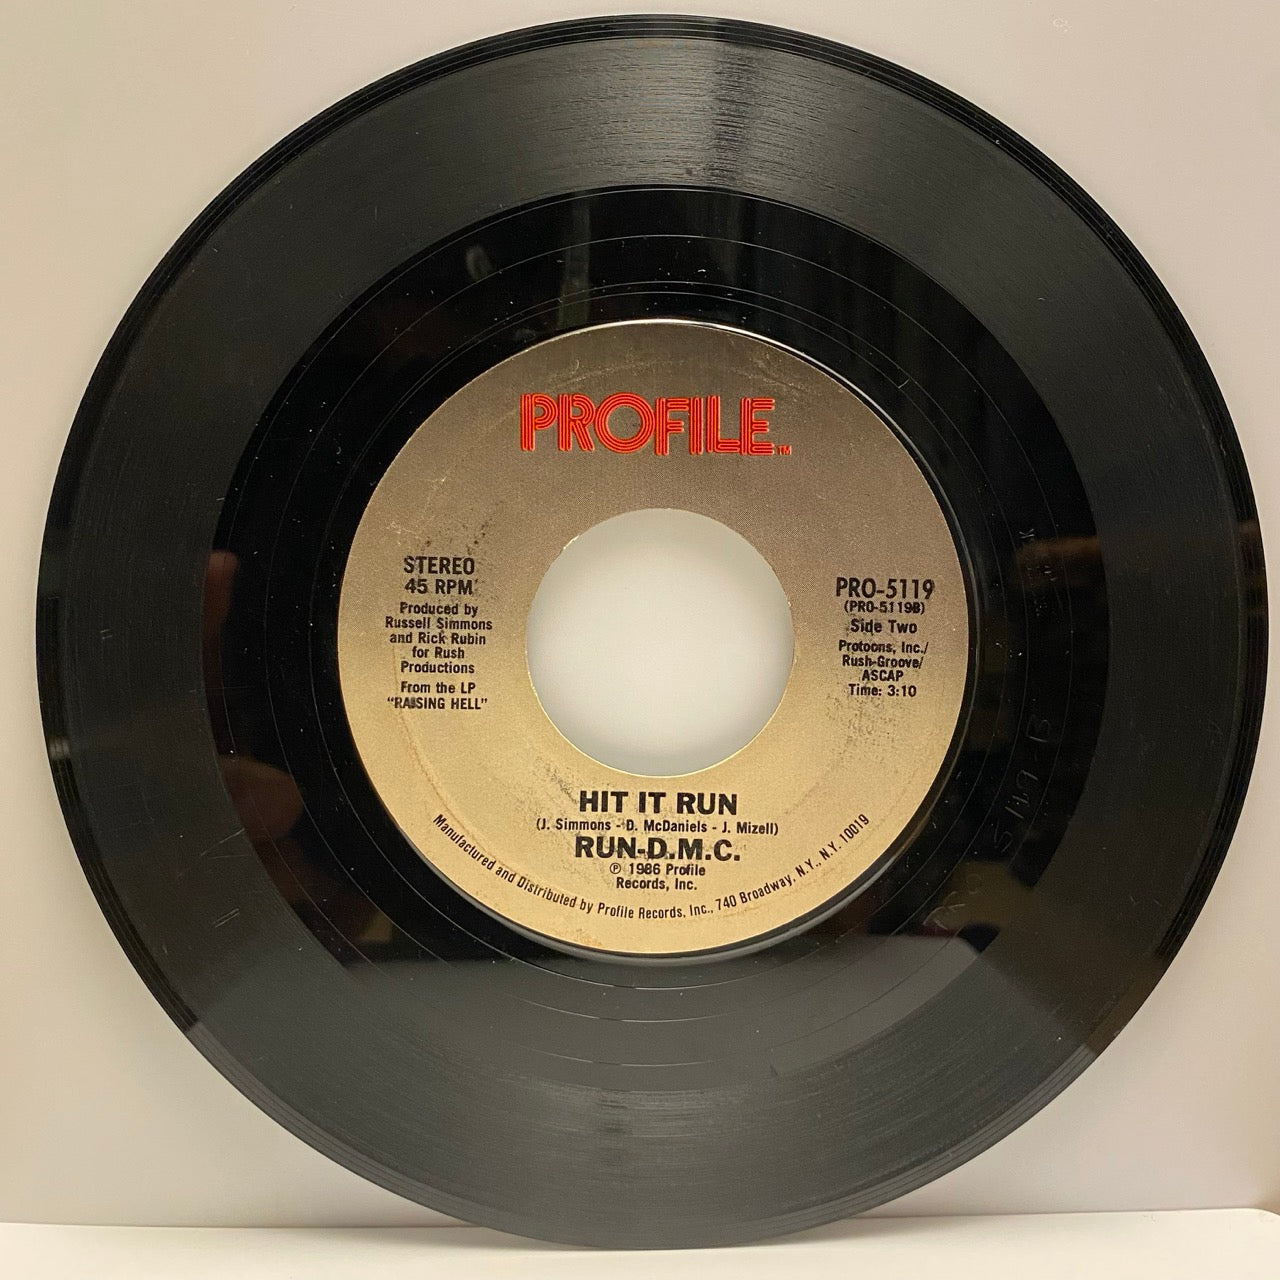 PROFILE™
STEREO
45 RPM
Produced by
Russell Simmons
and Rick Rubin
for Rush
Productions
From the LP
"RAISING HELL"
PRO-5119
(PRO-5119B)
Side Two
Protoons, Inc./
Rush-Groove/
ASCAP
Time: 3:10
HIT IT RUN
(J. Simmons - D. McDaniels - J. Mizell)
RUN-D.M.C.
℗ 1986 Profile
Records, Inc.
Manufactured and Distributed by Profile Records, Inc., 740 Broadway, N.Y., N.Y. 10019